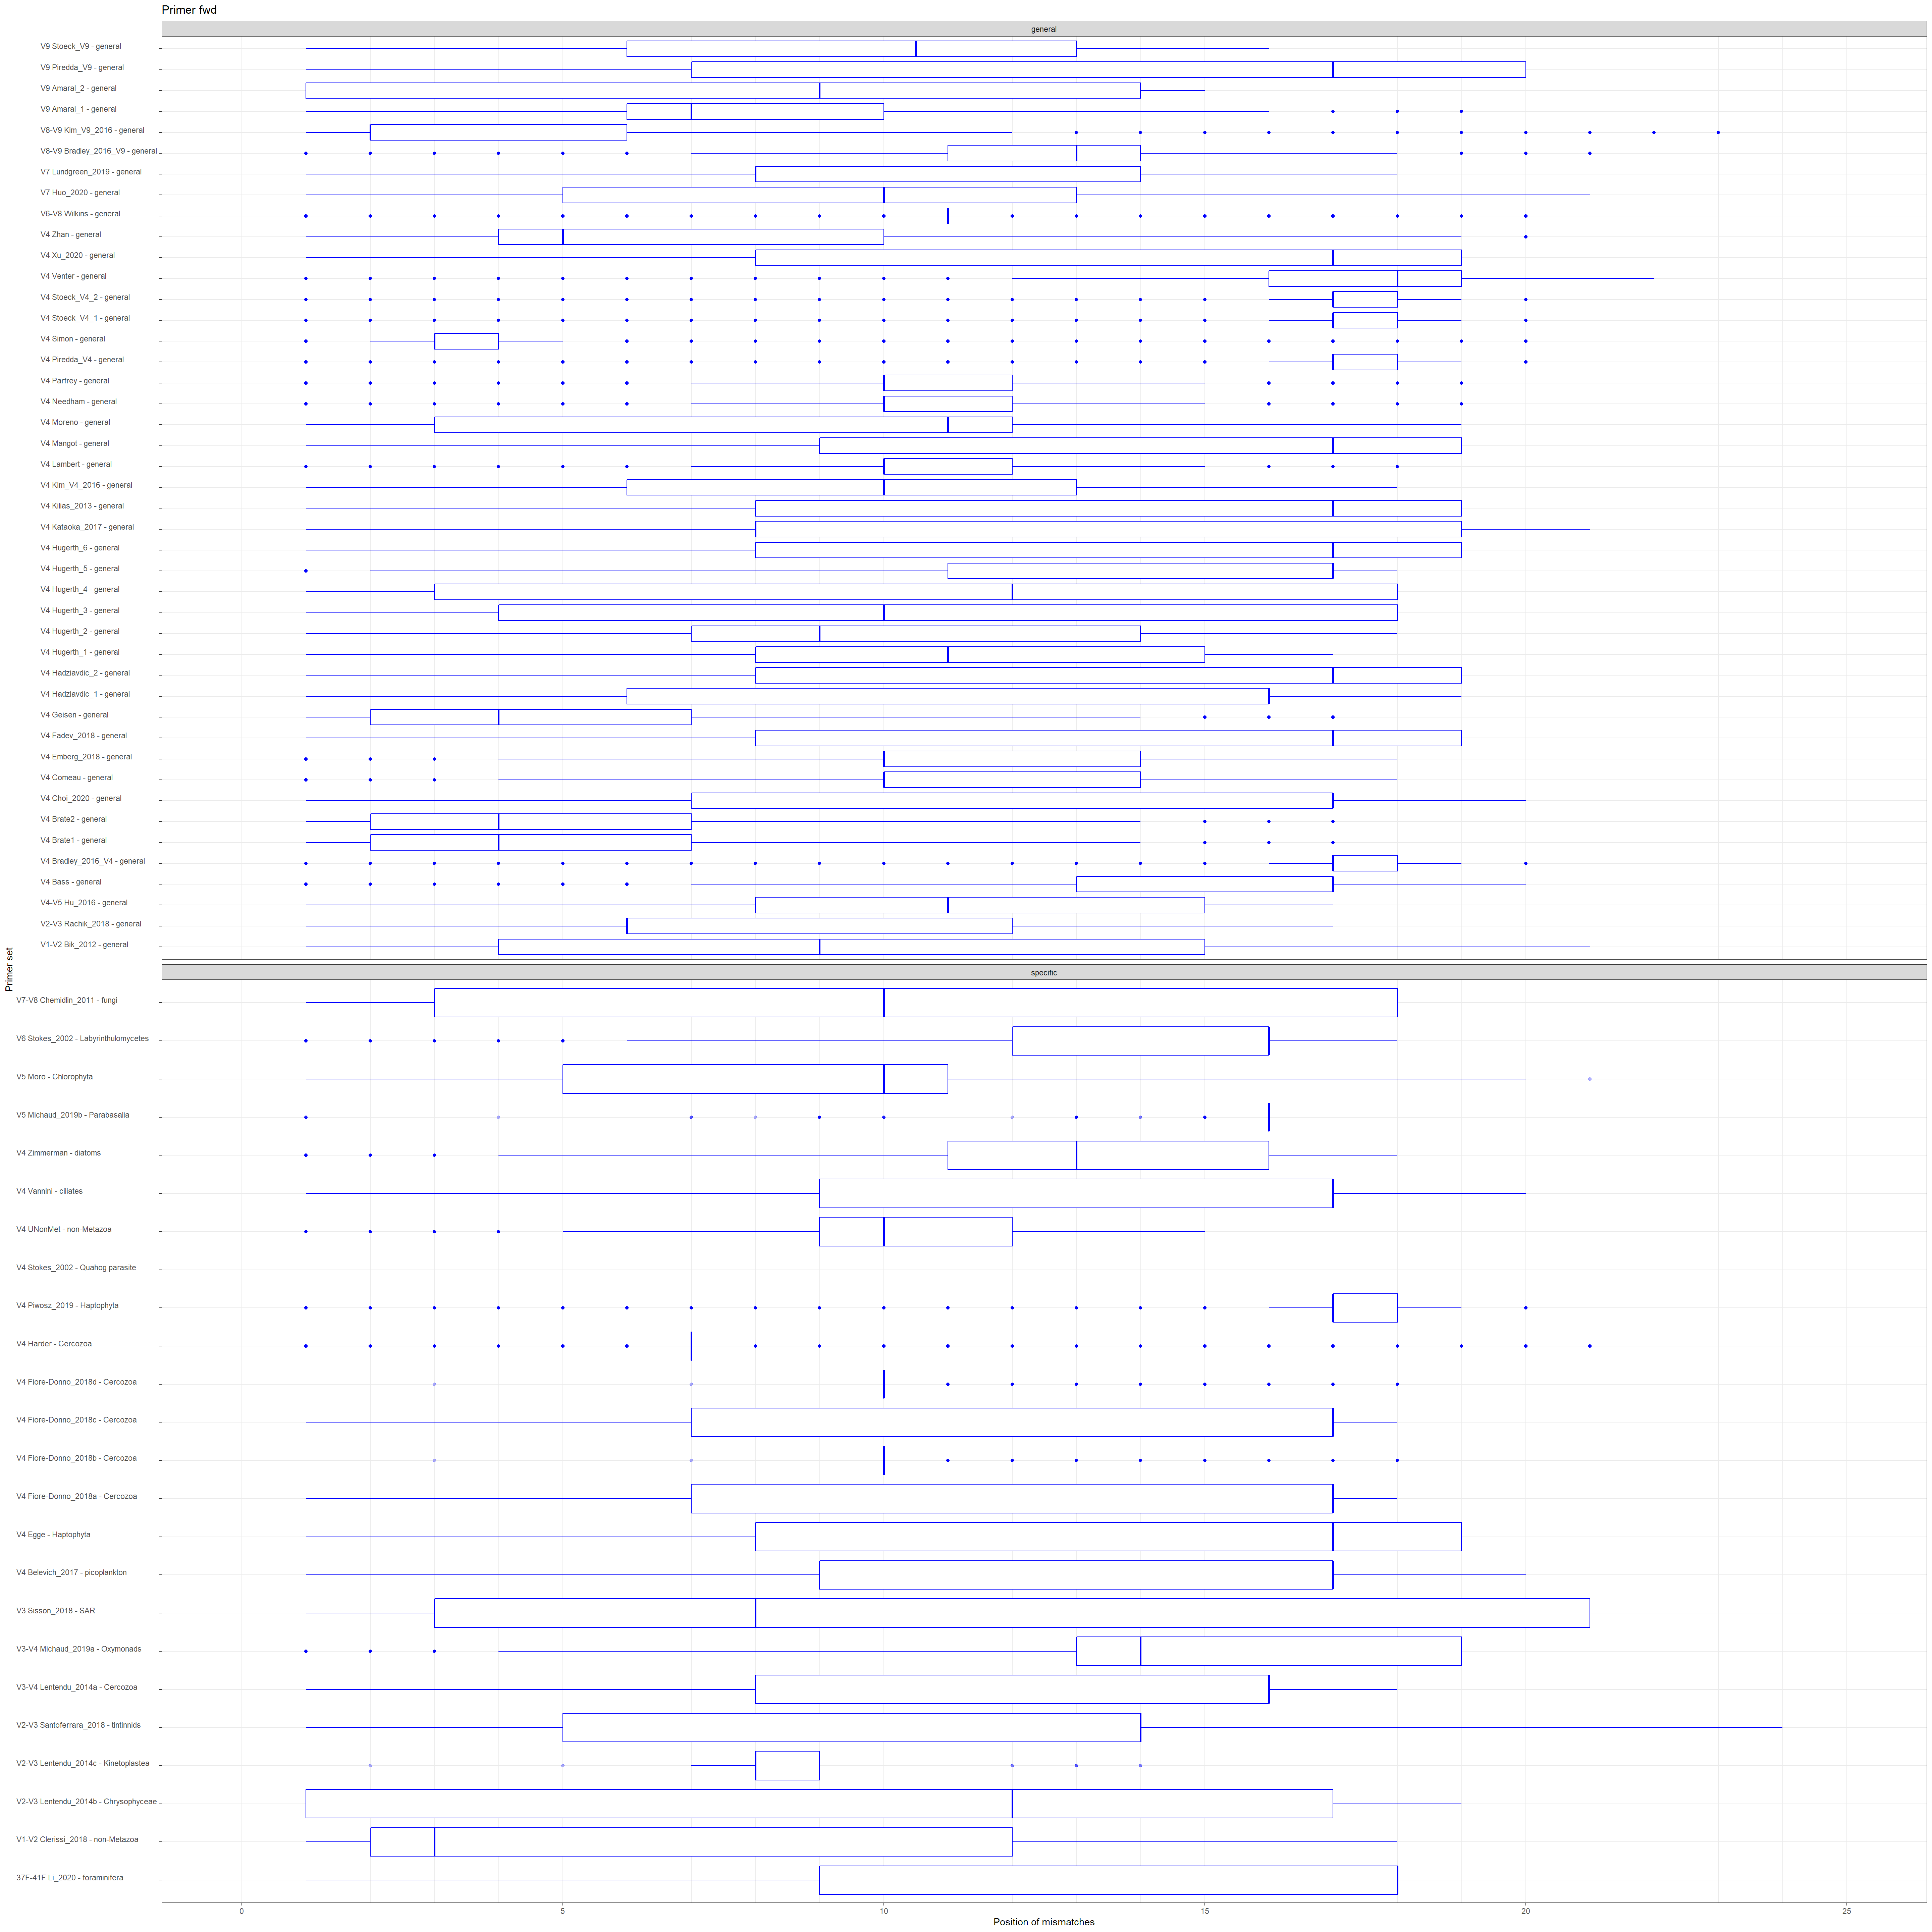 Primer fwd
general
V9 Stoeck_V9 - general
V9 Piredda_V9 - general
V9 Amaral_2 - general
V9 Amaral_1 - general
V8-V9 Kim_V9_2016 - general
V8-V9 Bradley_2016_V9 - general
V7 Lundgreen_2019 - general
V7 Huo_2020 - general
V6-V8 Wilkins - general
V4 Zhan - general
V4 Xu_2020 - general
V4 Venter - general
V4 Stoeck_V4_2 - general
V4 Stoeck_V4_1 - general
V4 Simon - general
V4 Piredda_V4 - general
V4 Parfrey - general
V4 Needham - general
V4 Moreno - general
V4 Mangot - general
V4 Lambert - general
V4 Kim_V4_2016 - general
V4 Kilias_2013 - general
V4 Kataoka_2017 - general
V4 Hugerth_6 - general
V4 Hugerth_5 - general
V4 Hugerth_4 - general
V4 Hugerth_3 - general
V4 Hugerth_2 - general
V4 Hugerth_1 - general
V4 Hadziavdic_2 - general
V4 Hadziavdic_1 - general
V4 Geisen - general
V4 Fadev_2018 - general
V4 Emberg_2018 - general
V4 Comeau - general
V4 Choi_2020 - general
V4 Brate2 - general
V4 Brate1 - general
V4 Bradley_2016_V4 - general
V4 Bass - general
V4-V5 Hu_2016 - general
V2-V3 Rachik_2018 - general
V1-V2 Bik_2012 - general
Primer set
specific
V7-V8 Chemidlin_2011 - fungi
V6 Stokes_2002 - Labyrinthulomycetes
V5 Moro - Chlorophyta
V5 Michaud_2019b - Parabasalia
V4 Zimmerman - diatoms
V4 Vannini - ciliates
V4 UNonMet - non-Metazoa
V4 Stokes_2002 - Quahog parasite
V4 Piwosz_2019 - Haptophyta
V4 Harder - Cercozoa
V4 Fiore-Donno_2018d - Cercozoa
V4 Fiore-Donno_2018c - Cercozoa
V4 Fiore-Donno_2018b - Cercozoa
V4 Fiore-Donno_2018a - Cercozoa
V4 Egge - Haptophyta
V4 Belevich_2017 - picoplankton
V3 Sisson_2018 - SAR
V3-V4 Michaud_2019a - Oxymonads
V3-V4 Lentendu_2014a - Cercozoa
V2-V3 Santoferrara_2018 - tintinnids
V2-V3 Lentendu_2014c - Kinetoplastea
V2-V3 Lentendu_2014b - Chrysophyceae
V1-V2 Clerissi_2018 - non-Metazoa
37F-41F Li_2020 - foraminifera
0 5 10 15 20 25
Position of mismatches